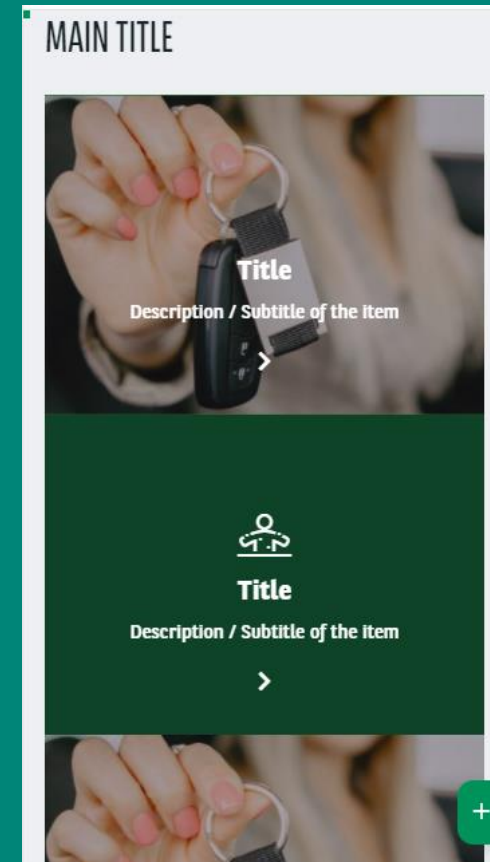 MAIN TITLE
Title
Description / Subtitle of the item
Title
Description / Subtitle of the item
+